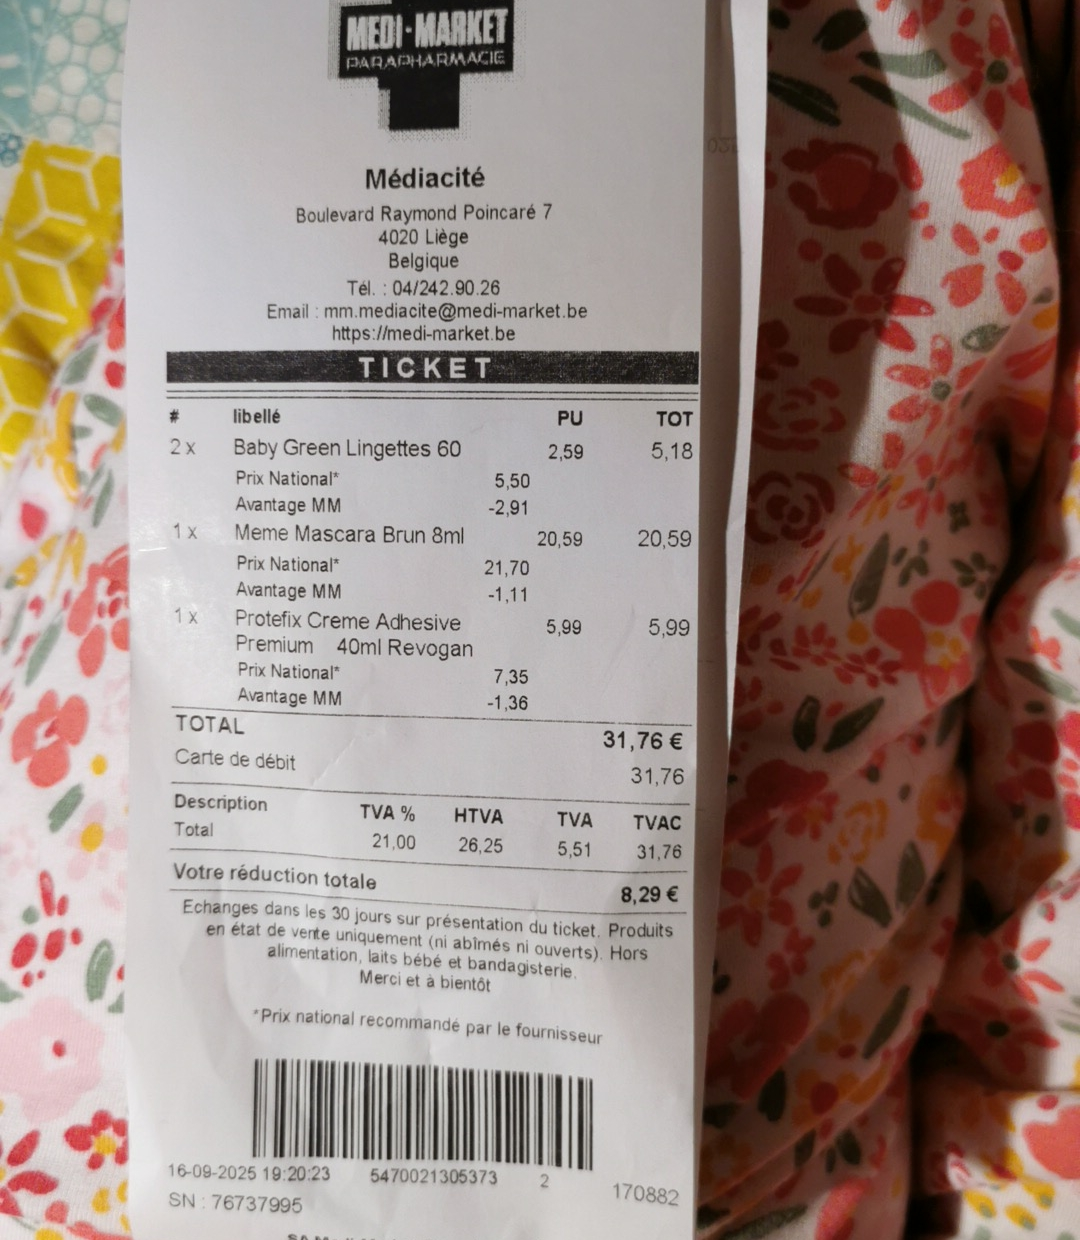 MEDI·MARKET
PARAPHARMACIE
Médiacité
Boulevard Raymond Poincaré 7
4020 Liège
Belgique
Tél. : 04/242.90.26
Email : mm.mediacite@medi-market.be
https://medi-market.be
TICKET
# libellé PU TOT
2 x Baby Green Lingettes 60 2,59 5,18
Prix National* 5,50
Avantage MM -2,91
1 x Meme Mascara Brun 8ml 20,59 20,59
Prix National* 21,70
Avantage MM -1,11
1 x Protefix Creme Adhesive 5,99 5,99
Premium 40ml Revogan
Prix National* 7,35
Avantage MM -1,36
TOTAL 31,76 €
Carte de débit 31,76
Description TVA % HTVA TVA TVAC
Total 21,00 26,25 5,51 31,76
Votre réduction totale 8,29 €
Echanges dans les 30 jours sur présentation du ticket. Produits
en état de vente uniquement (ni abîmés ni ouverts). Hors
alimentation, laits bébé et bandagisterie.
Merci et à bientôt
*Prix national recommandé par le fournisseur
16-09-2025 19:20:23 5470021305373 2 170882
SN : 76737995